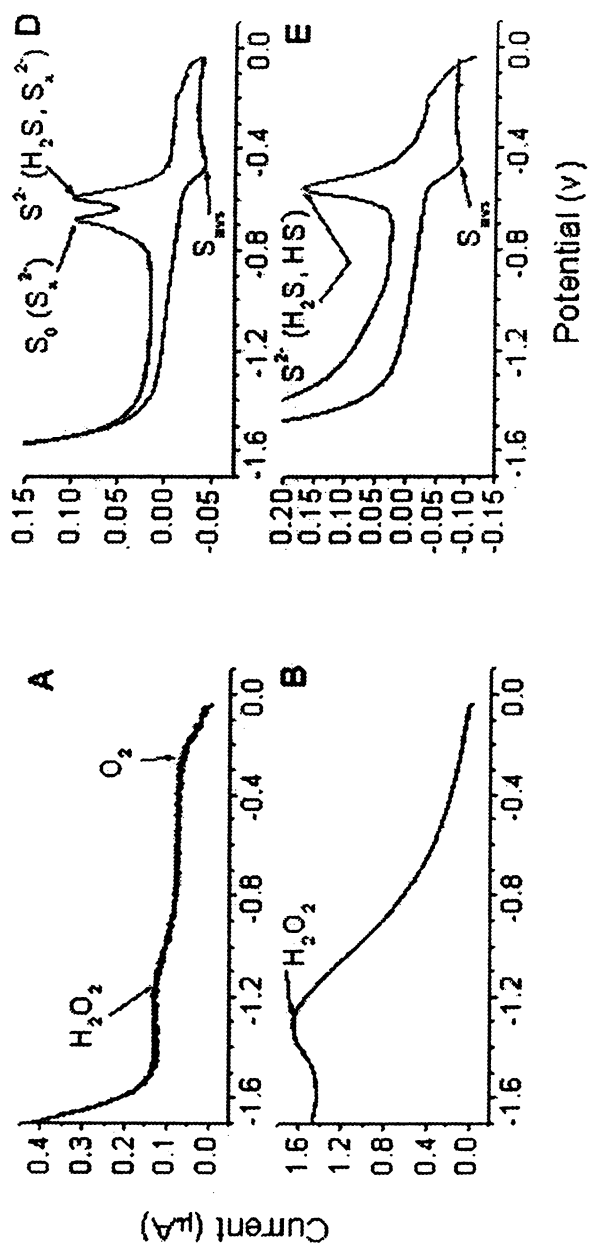 Current (μA)
A
0.4
0.3
0.2
0.1
0.0
H₂O₂
O₂
-1.6 -1.2 -0.8 -0.4 0.0
B
1.6
1.2
0.8
0.4
0.0
H₂O₂
-1.6 -1.2 -0.8 -0.4 0.0
D
0.15
0.10
0.05
0.00
-0.05
S₀ (Sₓ²⁻)
S²⁻ (H₂S, Sₓ²⁻)
S
-1.6 -1.2 -0.8 -0.4 0.0
E
0.20
0.15
0.10
0.05
0.00
-0.05
-0.10
-0.15
S²⁻ (H₂S, HS)
S
-1.6 -1.2 -0.8 -0.4 0.0
Potential (v)